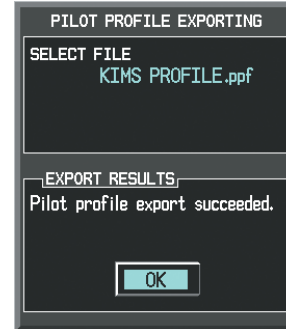 PILOT PROFILE EXPORTING
SELECT FILE
KIMS PROFILE.ppf
EXPORT RESULTS
Pilot profile export succeeded.
OK